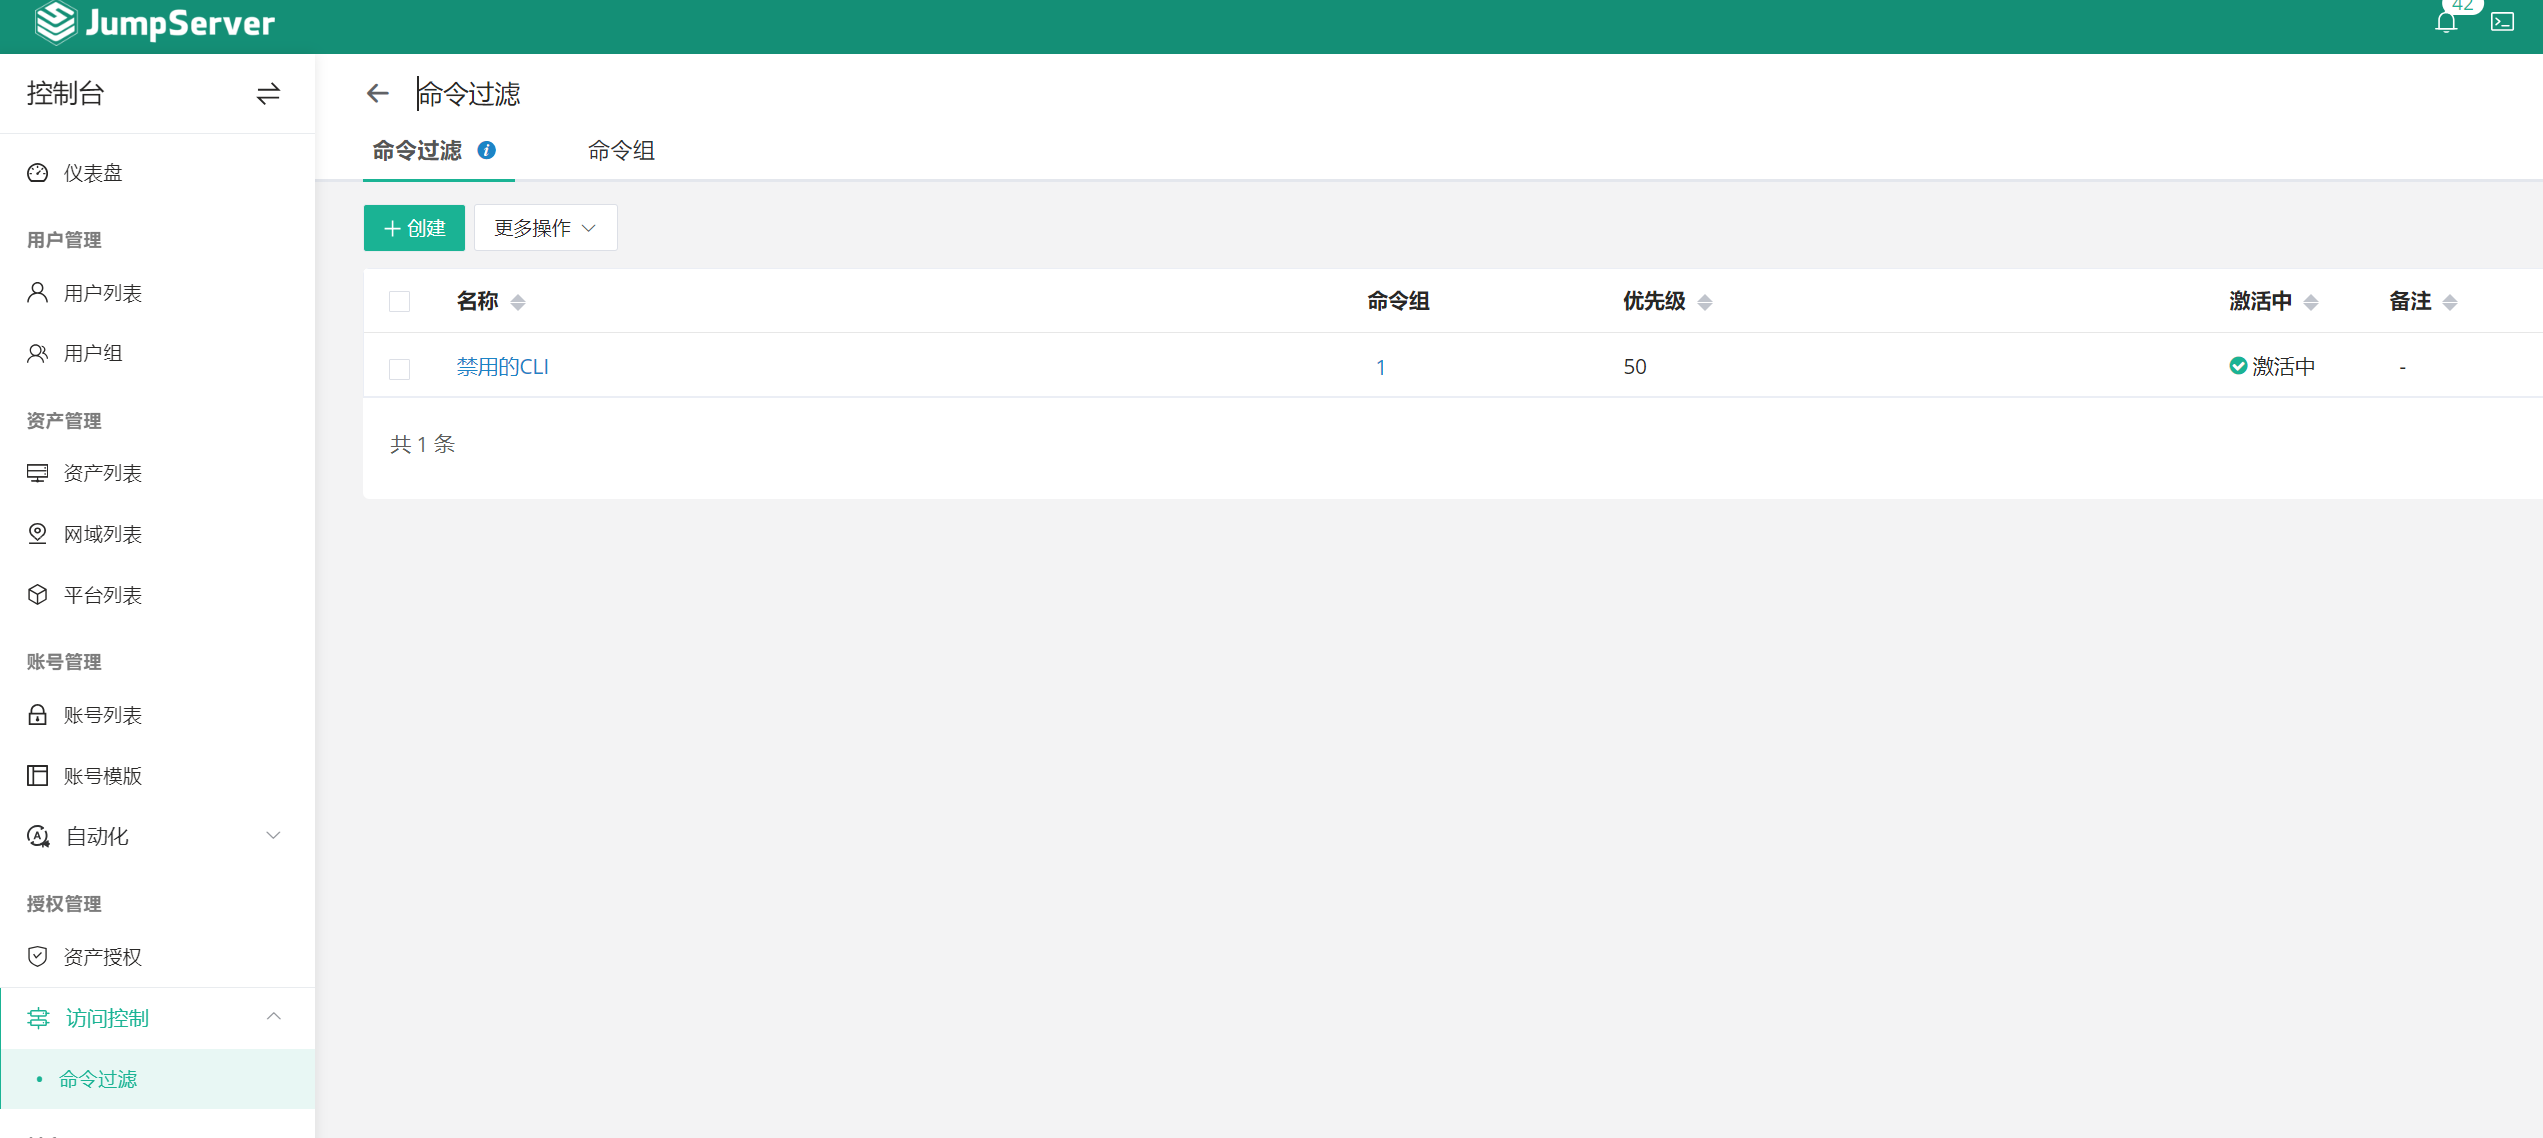 JumpServer
42
控制台
仪表盘
用户管理
用户列表
用户组
资产管理
资产列表
网域列表
平台列表
账号管理
账号列表
账号模版
自动化
授权管理
资产授权
访问控制
命令过滤
命令过滤
命令过滤 命令组
创建 更多操作
名称 命令组 优先级 激活中 备注
禁用的CLI 1 50 激活中 -
共 1 条